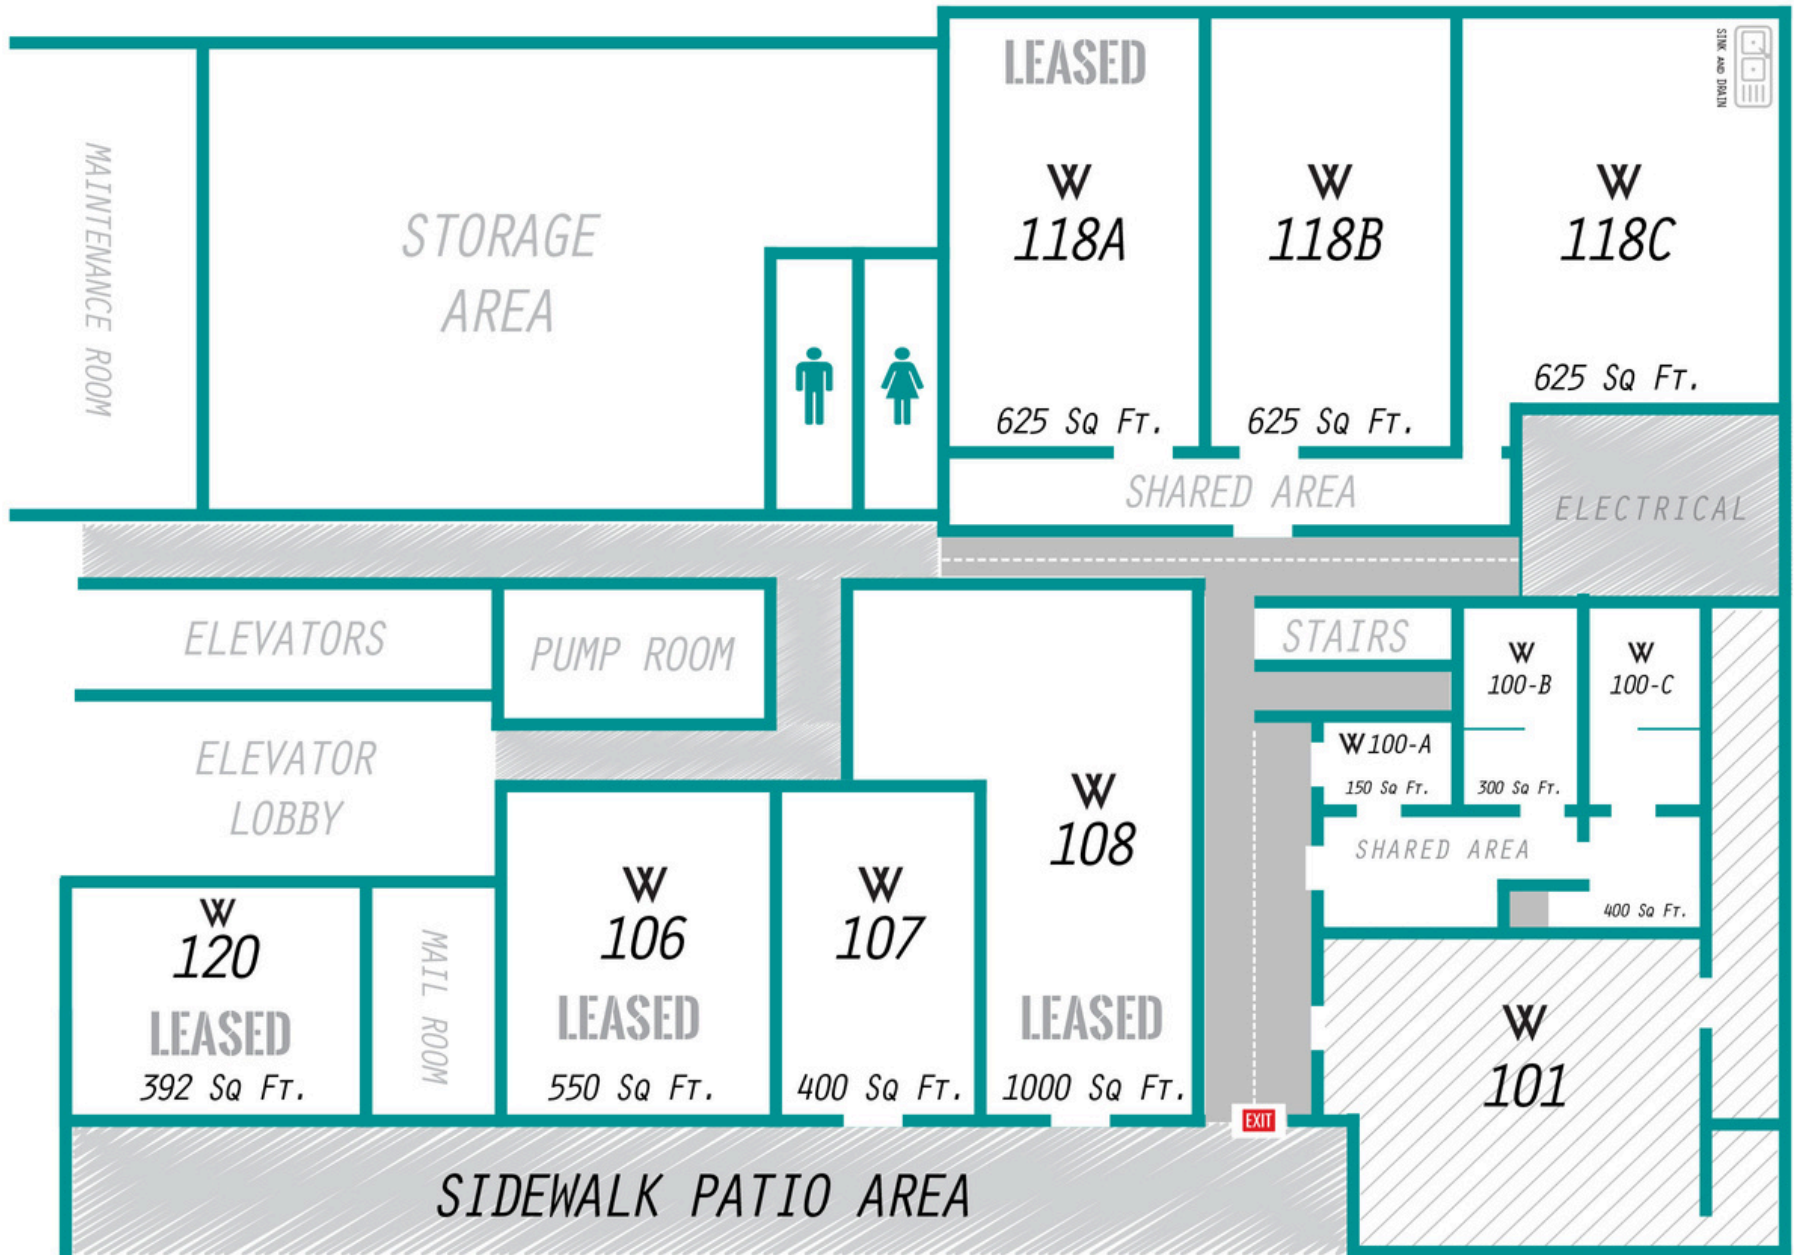 LEASED
W
118A
625 SQ FT.
W
118B
625 SQ FT.
W
118C
625 SQ FT.
SINK AND DRAIN
MAINTENANCE ROOM
STORAGE
AREA
SHARED AREA
ELECTRICAL
ELEVATORS
PUMP ROOM
STAIRS
W
100-B
300 SQ FT.
W
100-C
W 100-A
150 SQ FT.
SHARED AREA
400 SQ FT.
ELEVATOR
LOBBY
W
120
LEASED
392 SQ FT.
MAIL ROOM
W
106
LEASED
550 SQ FT.
W
107
400 SQ FT.
W
108
LEASED
1000 SQ FT.
W
101
EXIT
SIDEWALK PATIO AREA